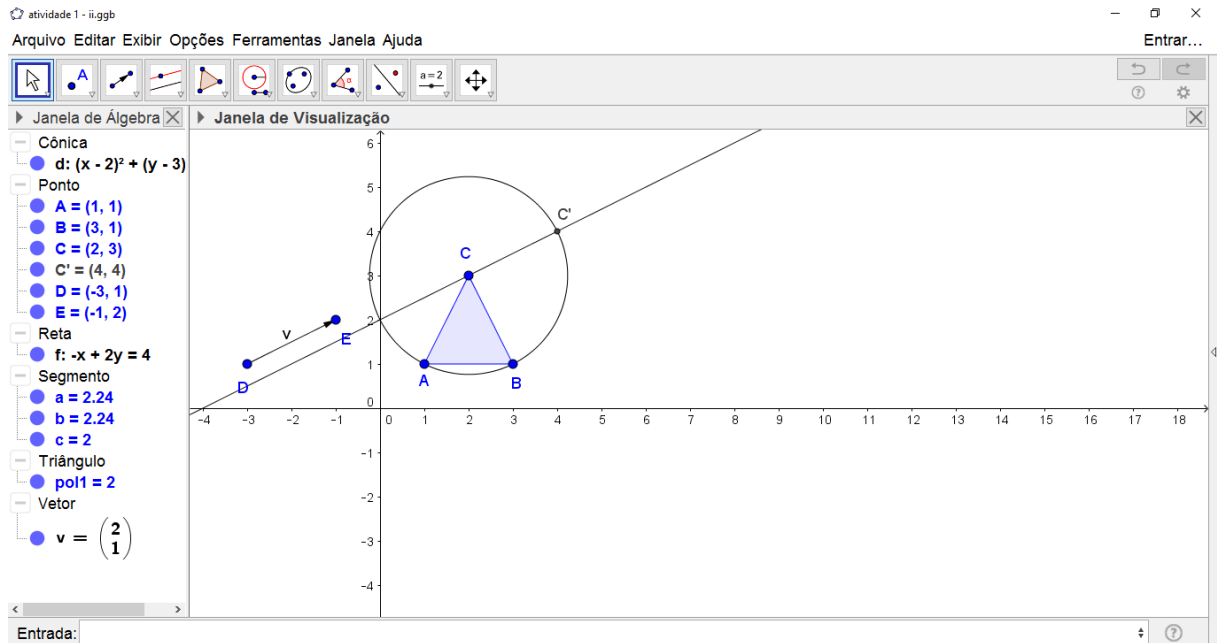 atividade 1 - ii.ggb
Arquivo Editar Exibir Opções Ferramentas Janela Ajuda
Entrar...
A
α
a = 2
Janela de Álgebra
Janela de Visualização
Cônica
d: (x - 2)² + (y - 3)
Ponto
A = (1, 1)
B = (3, 1)
C = (2, 3)
C' = (4, 4)
D = (-3, 1)
E = (-1, 2)
Reta
f: -x + 2y = 4
Segmento
a = 2.24
b = 2.24
c = 2
Triângulo
pol1 = 2
Vetor
v = (2 1)
6
5
4
3
2
1
0
-1
-2
-3
-4
-4 -3 -2 -1 0 1 2 3 4 5 6 7 8 9 10 11 12 13 14 15 16 17 18
C'
C
v
E
D
A
B
Entrada: